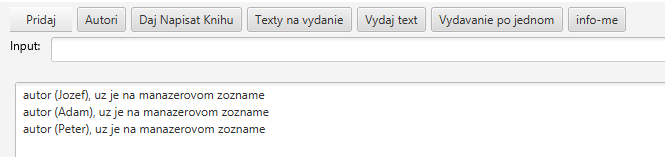 Pridaj Autori Daj Napisat Knihu Texty na vydanie Vydaj text Vydavanie po jednom info-me
Input:
autor (Jozef), uz je na manazerovom zozname
autor (Adam), uz je na manazerovom zozname
autor (Peter), uz je na manazerovom zozname